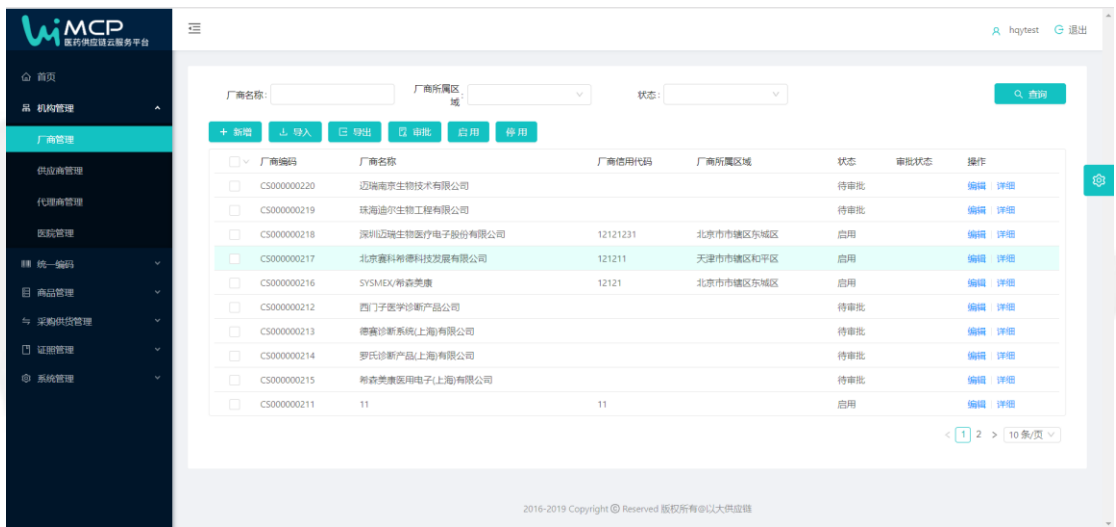 MCP
医药供应链云服务平台
hqytest 退出
首页
机构管理
厂商管理
供应商管理
代理商管理
医院管理
统一编码
商品管理
采购供货管理
证照管理
系统管理
厂商名称:
厂商所属区域:
状态:
查询
新增 导入 导出 审批 启用 停用
厂商编码 厂商名称 厂商信用代码 厂商所属区域 状态 审批状态 操作
CS000000220 迈瑞南京生物技术有限公司 待审批 编辑 详细
CS000000219 珠海迪尔生物工程有限公司 待审批 编辑 详细
CS000000218 深圳迈瑞生物医疗电子股份有限公司 12121231 北京市市辖区东城区 启用 编辑 详细
CS000000217 北京赛科希德科技发展有限公司 121211 天津市市辖区和平区 启用 编辑 详细
CS000000216 SYSMEX/希森美康 12121 北京市市辖区东城区 启用 编辑 详细
CS000000212 西门子医学诊断产品公司 待审批 编辑 详细
CS000000213 德赛诊断系统(上海)有限公司 待审批 编辑 详细
CS000000214 罗氏诊断产品(上海)有限公司 待审批 编辑 详细
CS000000215 希森美康医用电子(上海)有限公司 待审批 编辑 详细
CS000000211 11 11 启用 编辑 详细
< 1 2 > 10 条/页
2016-2019 Copyright © Reserved 版权所有@以大供应链